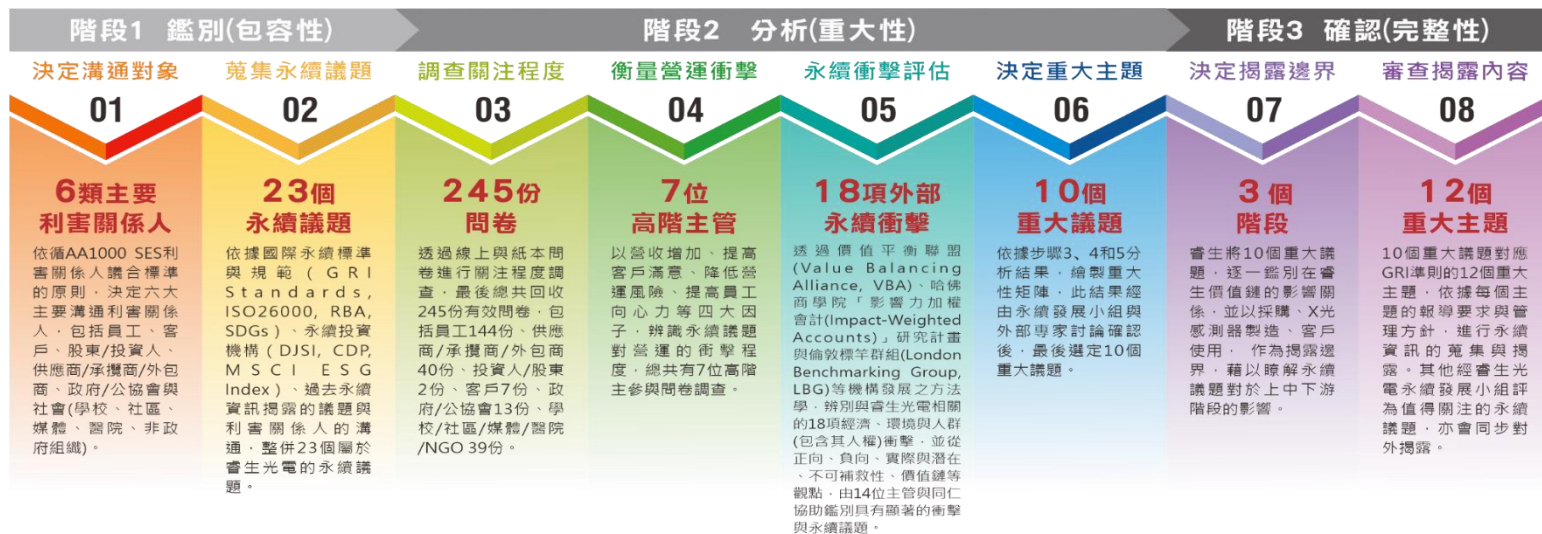 階段1 鑑別(包容性)
階段2 分析(重大性)
階段3 確認(完整性)
決定溝通對象
01
6類主要
利害關係人
依循AA1000 SES利
害關係人議合標準
的原則，決定六大
主要溝通利害關係
人，包括員工、客
戶、股東/投資人、
供應商/承攬商/外包
商、政府/公協會與
社會(學校、社區、
媒體、醫院、非政
府組織)。
蒐集永續議題
02
23個
永續議題
依據國際永續標準
與規範(GRI
Standards,
ISO26000, RBA,
SDGs)、永續投資
機構(DJSI, CDP,
MSCI ESG
Index)、過去永續
資訊揭露的議題與
利害關係人的溝
通，整併23個屬於
睿生光電的永續議
題。
調查關注程度
03
245份
問卷
透過線上與紙本問
卷進行關注程度調
查，最後總共回收
245份有效問卷，包
括員工144份、供應
商/承攬商/外包商
40份、投資人/股東
2份、客戶7份、政
府/公協會13份、學
校/社區/媒體/醫院
/NGO 39份。
衡量營運衝擊
04
7位
高階主管
以營收增加、提高
客戶滿意、降低營
運風險、提高員工
向心力等四大因
子，辨識永續議題
對營運的衝擊程
度，總共有7位高階
主參與問卷調查。
永續衝擊評估
05
18項外部
永續衝擊
透過價值平衡聯盟
(Value Balancing
Alliance, VBA)、哈佛
商學院「影響力加權
會計(Impact-Weighted
Accounts)」研究計畫
與倫敦標竿群組(London
Benchmarking Group,
LBG)等機構發展之方法
學，辨別與睿生光電相關
的18項經濟、環境與人群
(包含其人權)衝擊，並從
正向、負向、實際與潛在
、不可補救性、價值鏈等
觀點，由14位主管與同仁
協助鑑別具有顯著的衝擊
與永續議題。
決定重大主題
06
10個
重大議題
依據步驟3、4和5分
析結果，繪製重大
性矩陣，此結果經
由永續發展小組與
外部專家討論確認
後，最後選定10個
重大議題。
決定揭露邊界
07
3 個
階段
睿生將10個重大議
題，逐一鑑別在睿
生價值鏈的影響關
係，並以採購、X光
感測器製造、客戶
使用， 作為揭露邊
界，藉以瞭解永續
議題對於上中下游
階段的影響。
審查揭露內容
08
12個
重大主題
10個重大議題對應
GRI準則的12個重大
主題，依據每個主
題的報導要求與管
理方針，進行永續
資訊的蒐集與揭
露。其他經睿生光
電永續發展小組評
為值得關注的永續
議題，亦會同步對
外揭露。